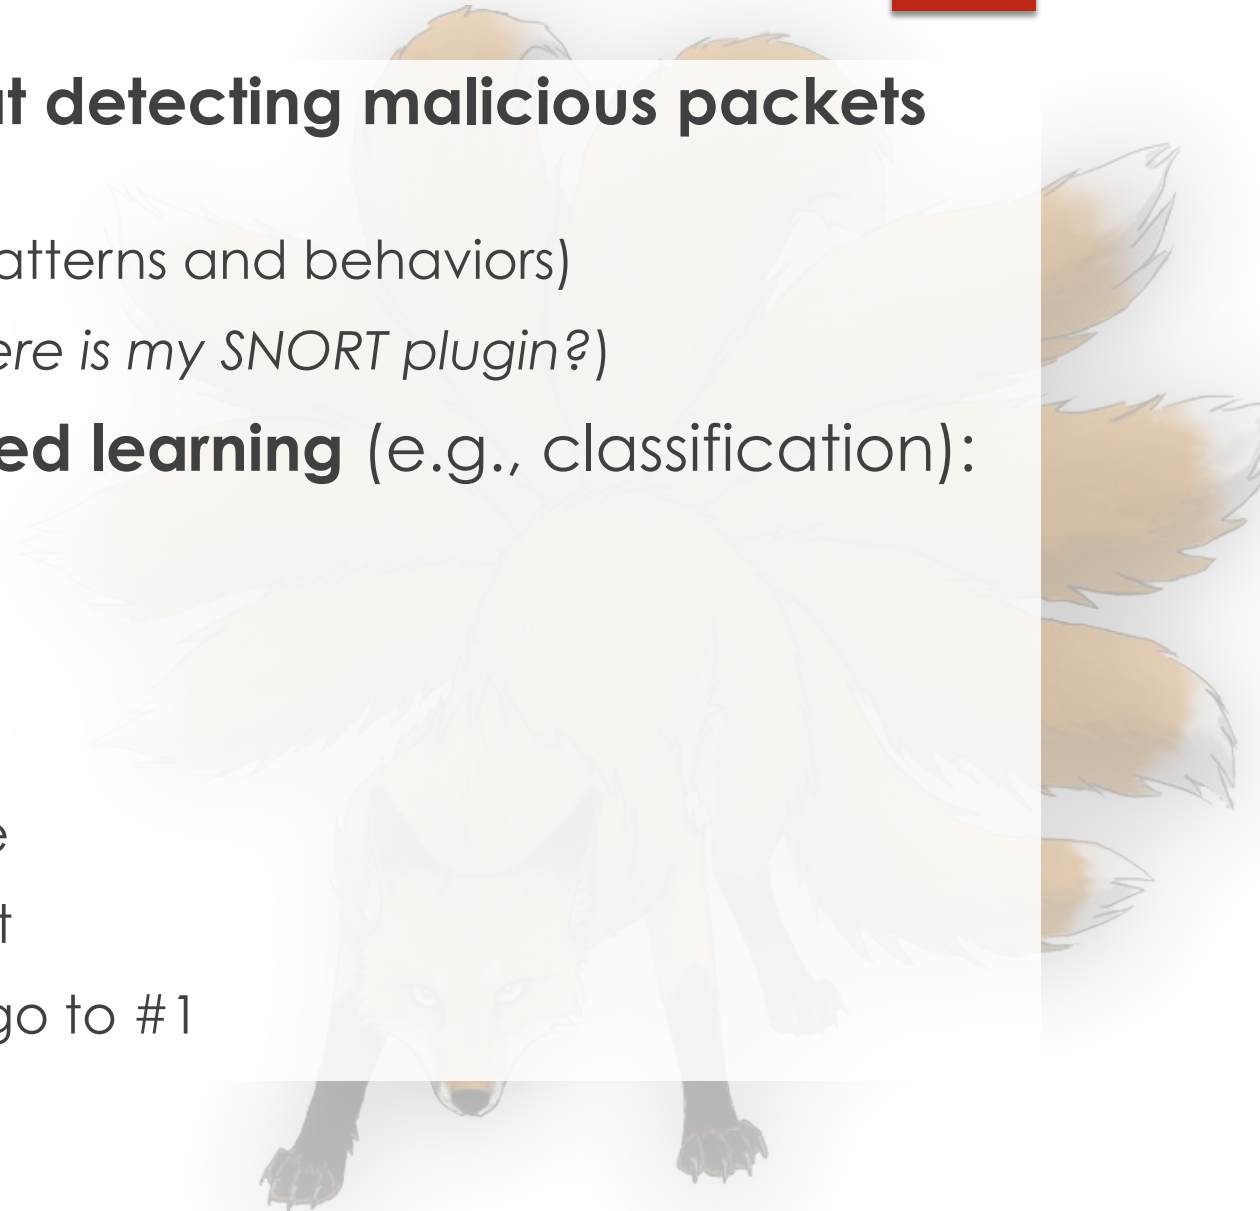 t detecting malicious packets
atterns and behaviors)
ere is my SNORT plugin?)
ed learning (e.g., classification):
e
t
go to #1